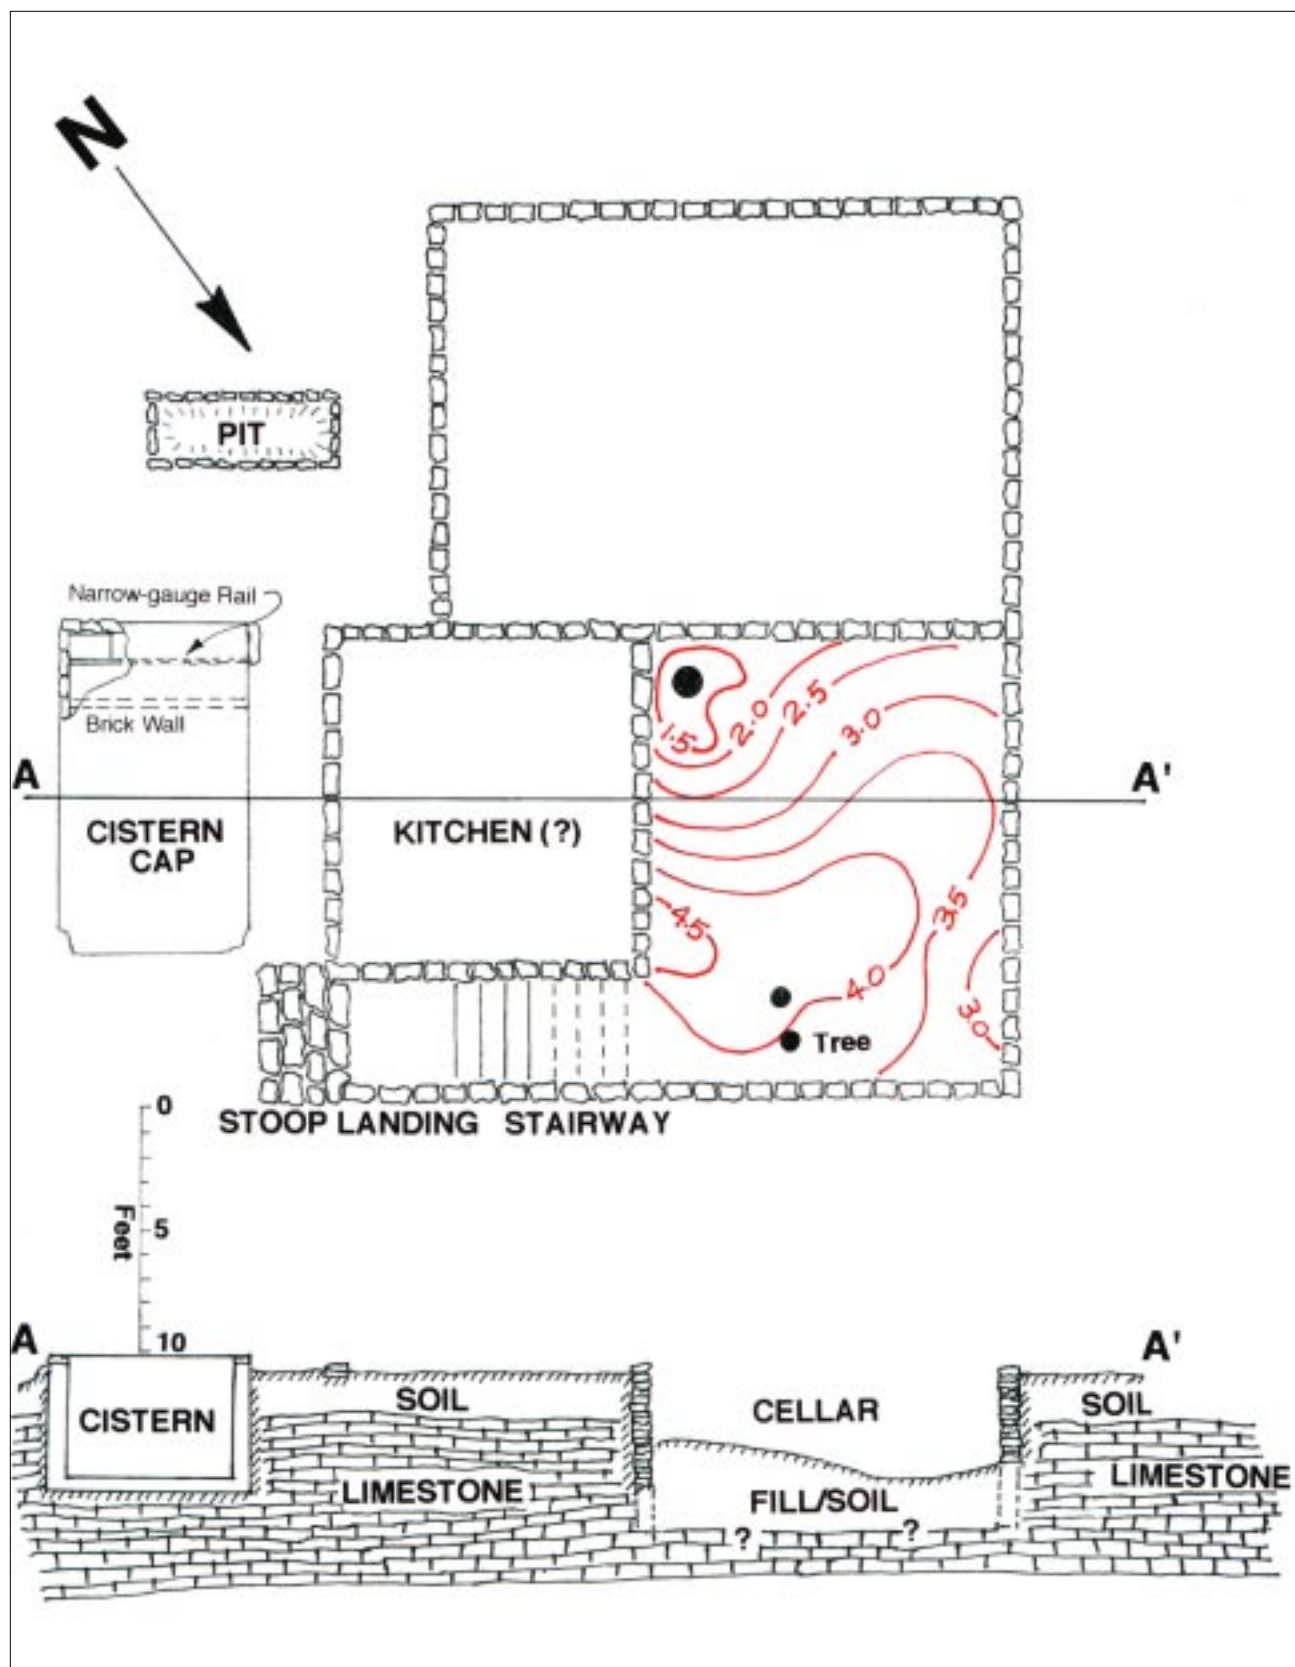 N
PIT
Narrow-gauge Rail
Brick Wall
A
A'
CISTERN
CAP
KITCHEN (?)
1.5
2.0
2.5
3.0
3.5
4.5
4.0
3.0
Tree
STOOP LANDING STAIRWAY
0
5
10
Feet
A
A'
CISTERN
SOIL
LIMESTONE
CELLAR
FILL/SOIL
? ?
SOIL
LIMESTONE